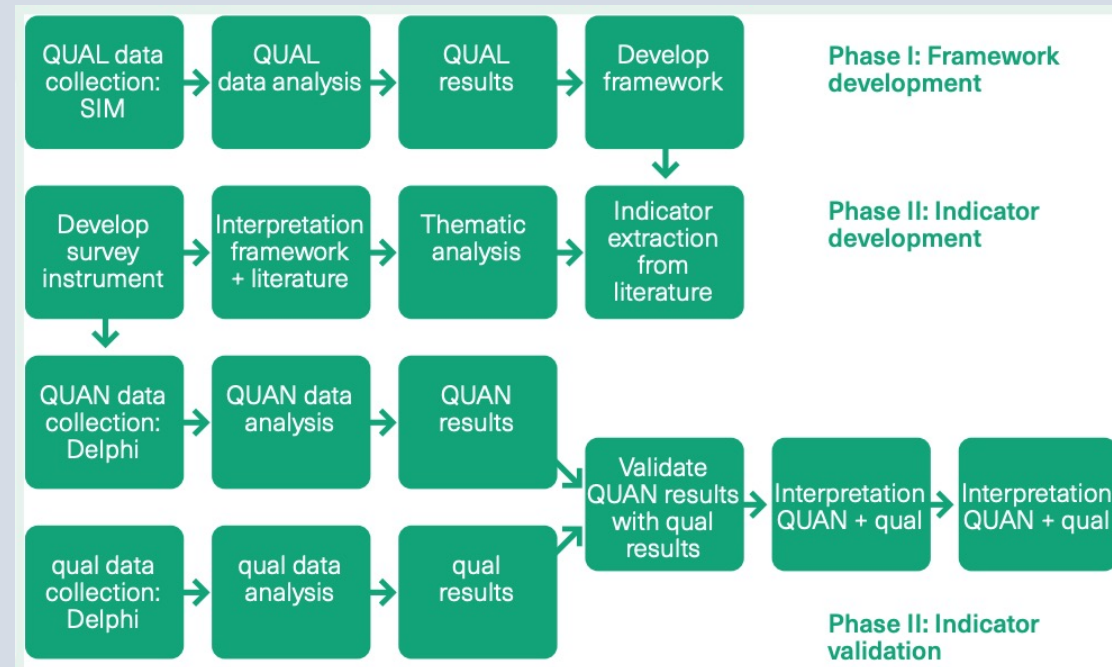 QUAL data
collection:
SIM
QUAL
data analysis
QUAL
results
Develop
framework
Phase I: Framework
development
Develop
survey
instrument
Interpretation
framework
+ literature
Thematic
analysis
Indicator
extraction
from
literature
Phase II: Indicator
development
QUAN data
collection:
Delphi
QUAN data
analysis
QUAN
results
qual data
collection:
Delphi
qual data
analysis
qual
results
Validate
QUAN results
with qual
results
Interpretation
QUAN + qual
Interpretation
QUAN + qual
Phase II: Indicator
validation